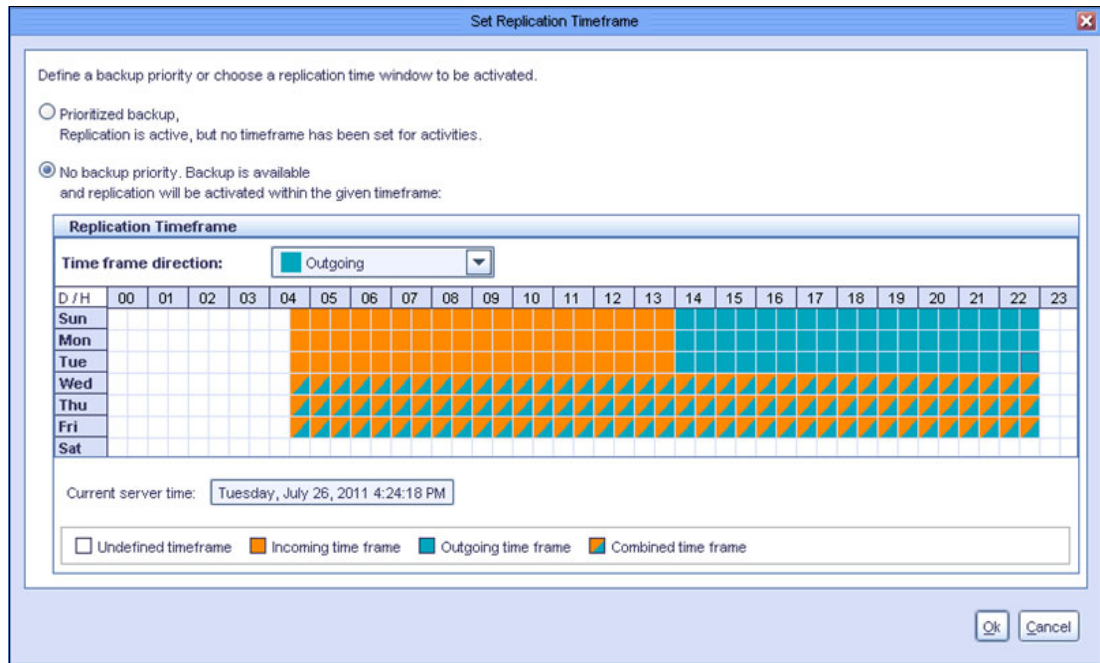 Set Replication Timeframe
Define a backup priority or choose a replication time window to be activated.
Prioritized backup,
Replication is active, but no timeframe has been set for activities.
No backup priority. Backup is available
and replication will be activated within the given timeframe:
Replication Timeframe
Time frame direction: Outgoing
D / H 00 01 02 03 04 05 06 07 08 09 10 11 12 13 14 15 16 17 18 19 20 21 22 23
Sun
Mon
Tue
Wed
Thu
Fri
Sat
Current server time: Tuesday, July 26, 2011 4:24:18 PM
Undefined timeframe Incoming time frame Outgoing time frame Combined time frame
Ok Cancel